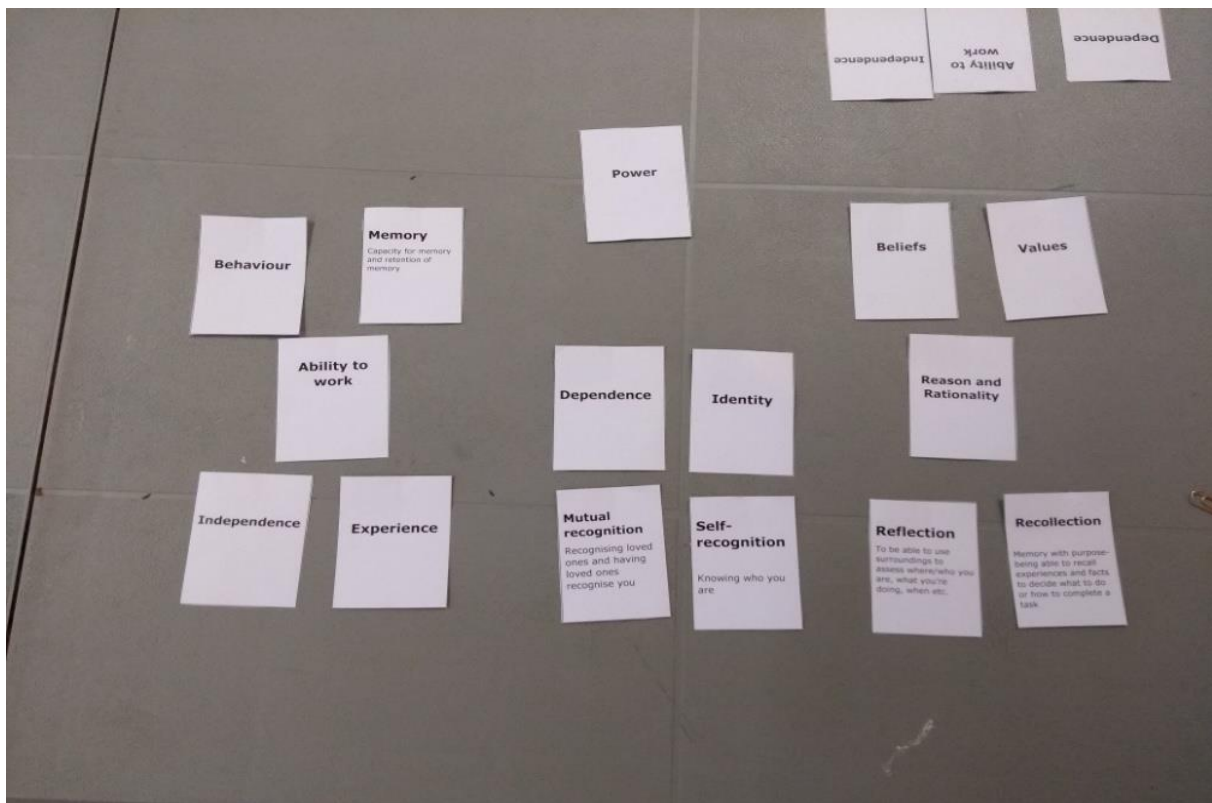 Independence
Ability to
work
Dependence
Power
Behaviour
Memory
Capacity for memory
and retention of
memory
Beliefs
Values
Ability to
work
Dependence
Identity
Reason and
Rationality
Independence
Experience
Mutual
recognition
Recognising loved
ones and having
loved ones
recognise you
Self-
recognition
Knowing who you
are
Reflection
To be able to use
surroundings to
assess where/who you
are, what you're
doing, when etc.
Recollection
Memory with purpose-
being able to recall
experiences and facts
to decide what to do
or how to complete a
task